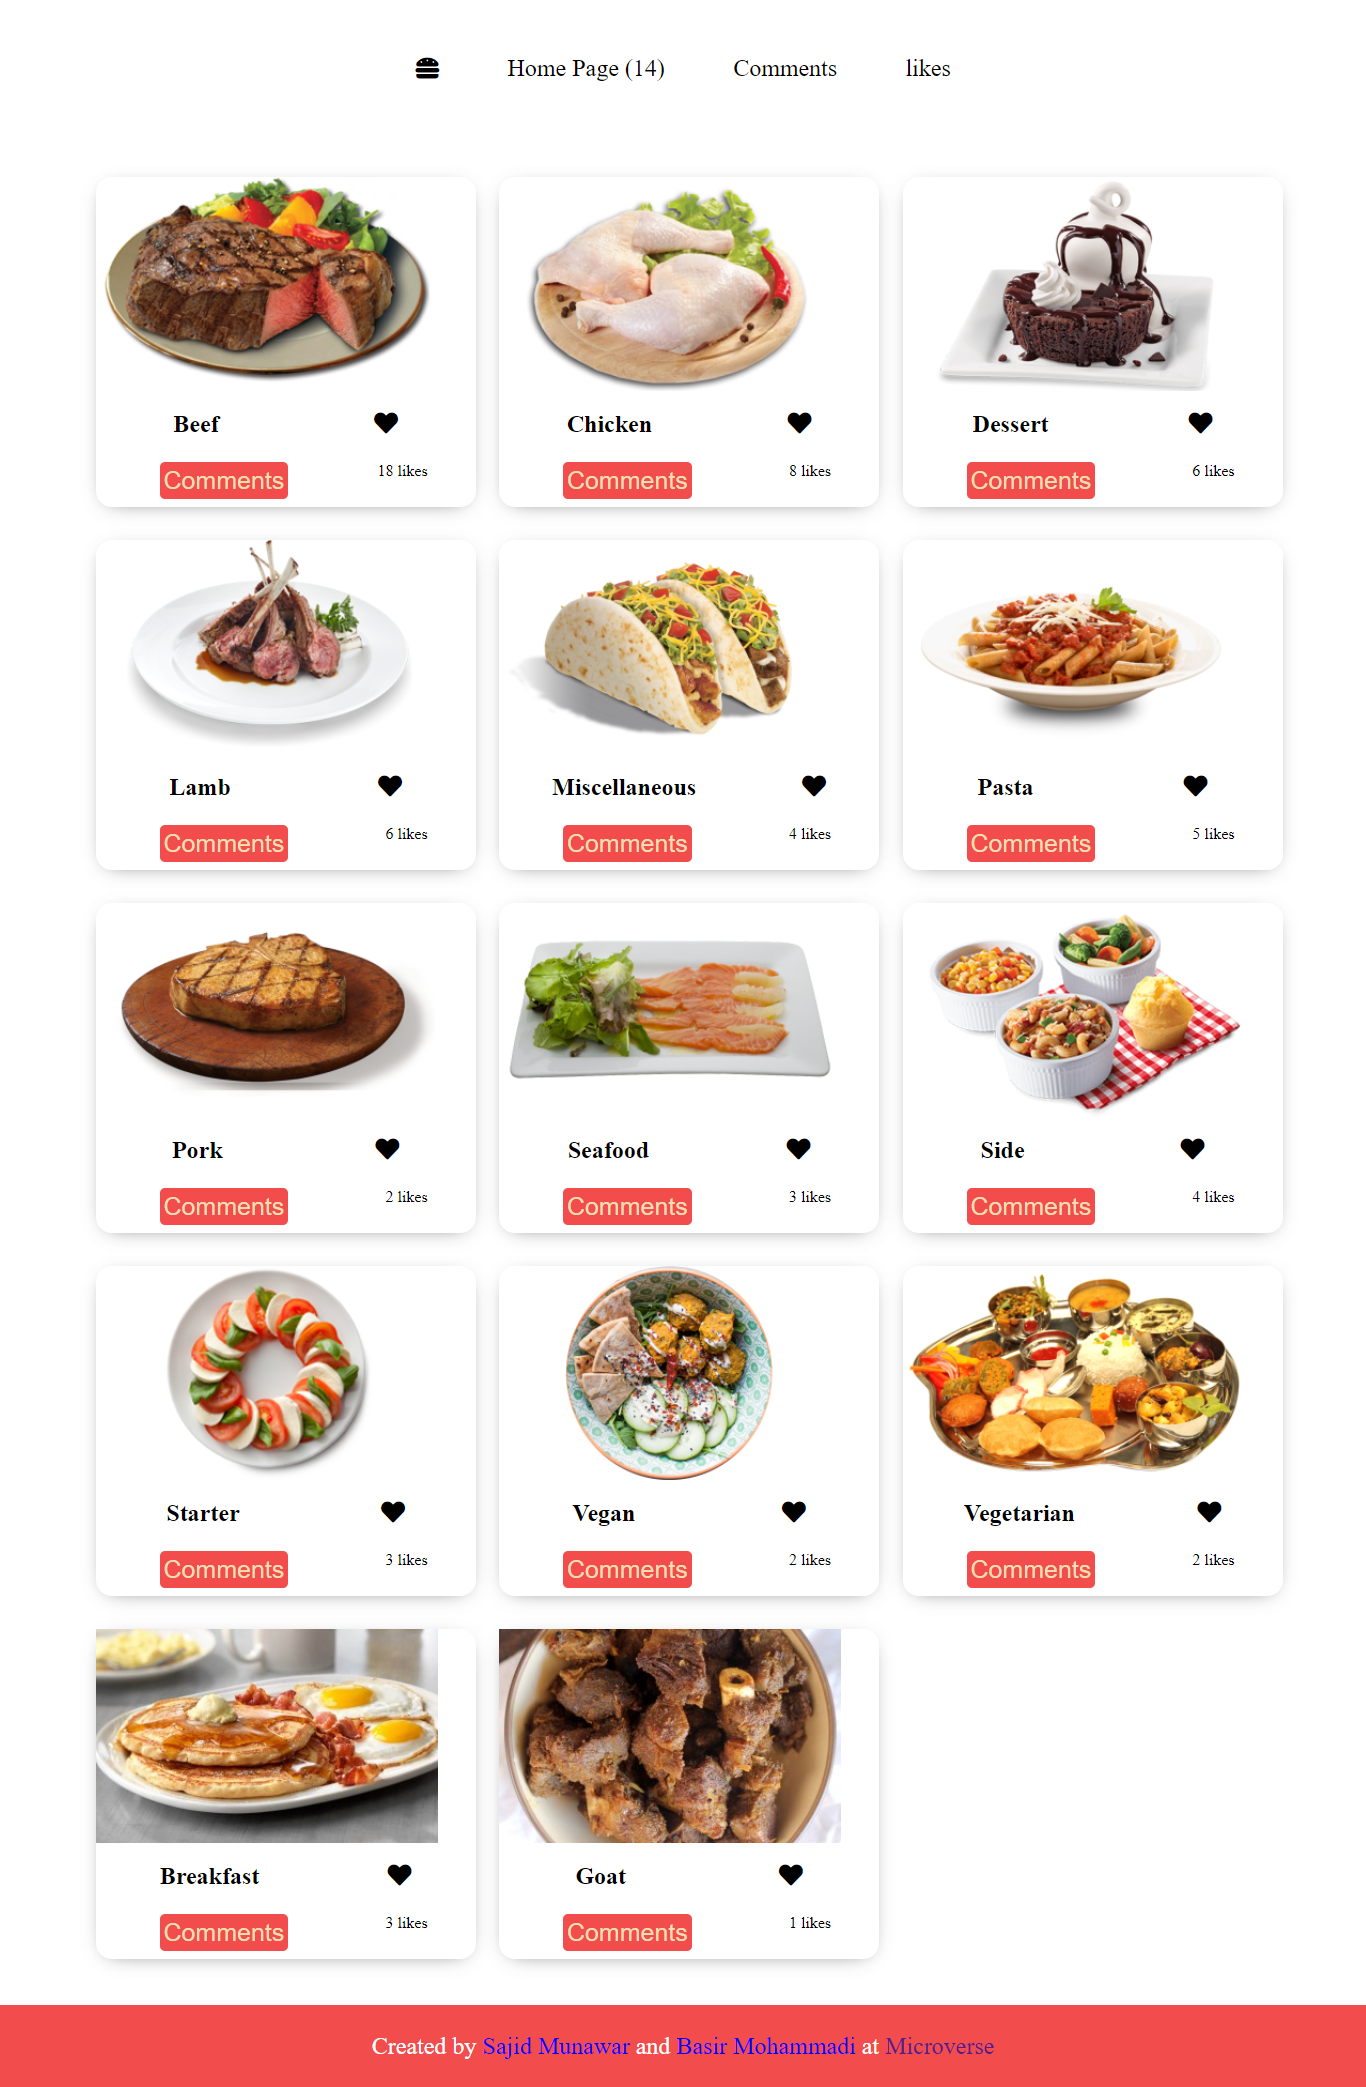 Home Page (14) Comments likes
Beef
18 likes
Comments
Chicken
8 likes
Comments
Dessert
6 likes
Comments
Lamb
6 likes
Comments
Miscellaneous
4 likes
Comments
Pasta
5 likes
Comments
Pork
2 likes
Comments
Seafood
3 likes
Comments
Side
4 likes
Comments
Starter
3 likes
Comments
Vegan
2 likes
Comments
Vegetarian
2 likes
Comments
Breakfast
3 likes
Comments
Goat
1 likes
Comments
Created by Sajid Munawar and Basir Mohammadi at Microverse